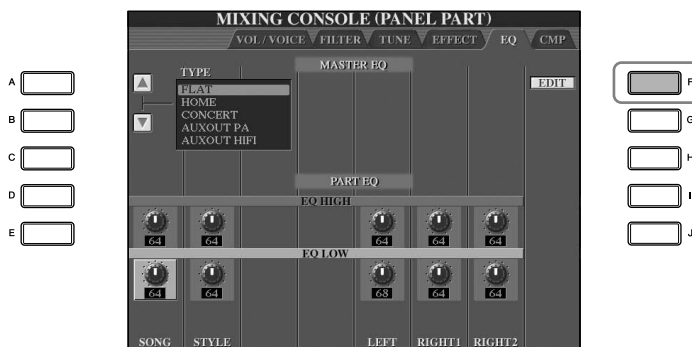 MIXING CONSOLE (PANEL PART)
VOL / VOICE FILTER TUNE EFFECT EQ CMP
MASTER EQ
TYPE
EDIT
FLAT
HOME
CONCERT
AUXOUT PA
AUXOUT HIFI
A
B
C
D
E
F
G
H
I
J
PART EQ
EQ HIGH
64 64 64 64 64
EQ LOW
64 64 68 64 64
SONG STYLE LEFT RIGHT1 RIGHT2